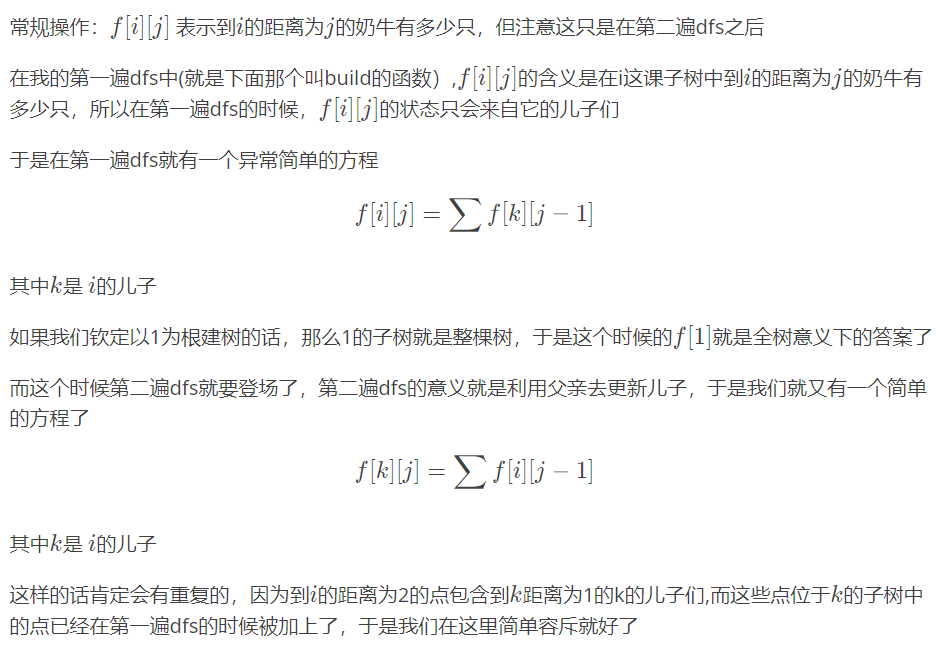 常规操作：f[i][j] 表示到i的距离为j的奶牛有多少只，但注意这只是在第二遍dfs之后
在我的第一遍dfs中(就是下面那个叫build的函数）,f[i][j]的含义是在i这课子树中到i的距离为j的奶牛有
多少只，所以在第一遍dfs的时候，f[i][j]的状态只会来自它的儿子们
于是在第一遍dfs就有一个异常简单的方程
f[i][j] = ∑ f[k][j − 1]
其中k是 i的儿子
如果我们钦定以1为根建树的话，那么1的子树就是整棵树，于是这个时候的f[1]就是全树意义下的答案了
而这个时候第二遍dfs就要登场了，第二遍dfs的意义就是利用父亲去更新儿子，于是我们就又有一个简单
的方程了
f[k][j] = ∑ f[i][j − 1]
其中k是 i的儿子
这样的话肯定会有重复的，因为到i的距离为2的点包含到k距离为1的k的儿子们,而这些点位于k的子树中
的点已经在第一遍dfs的时候被加上了，于是我们在这里简单容斥就好了